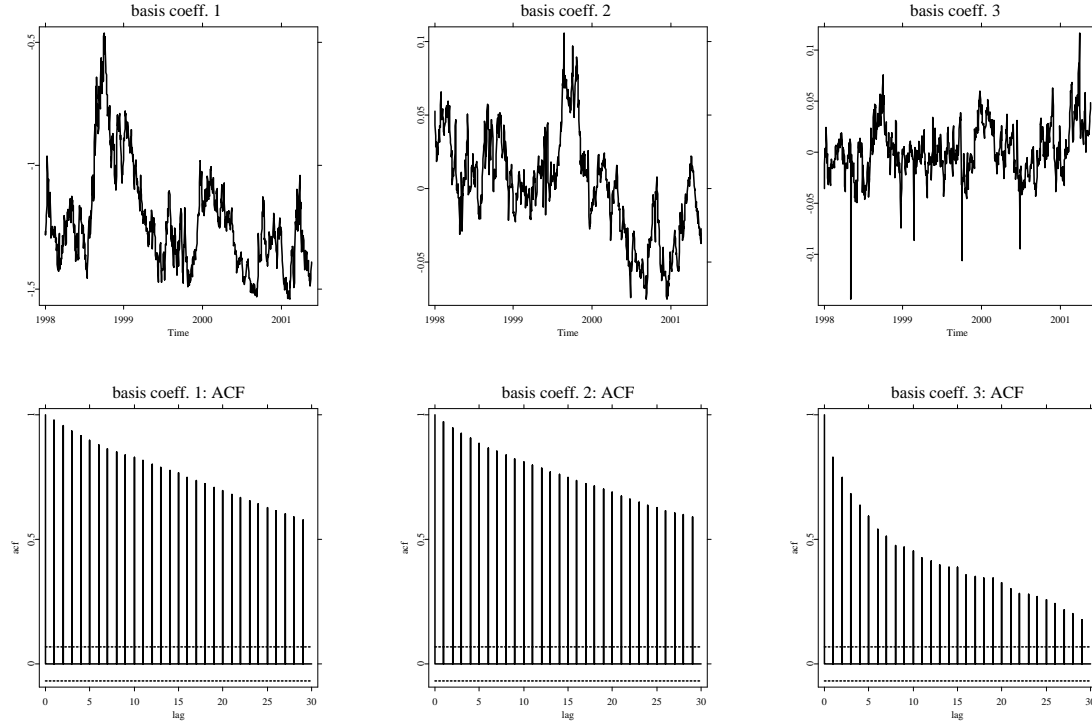 basis coeff. 1
basis coeff. 2
basis coeff. 3
-0.5
-1
-1.5
0.1
0.05
0
-0.05
0.1
0.05
0
-0.05
-0.1
1998 1999 2000 2001
1998 1999 2000 2001
1998 1999 2000 2001
Time
Time
Time
basis coeff. 1: ACF
basis coeff. 2: ACF
basis coeff. 3: ACF
1
0.5
0
acf
1
0.5
0
acf
1
0.5
0
acf
0 5 10 15 20 25 30
0 5 10 15 20 25 30
0 5 10 15 20 25 30
lag
lag
lag